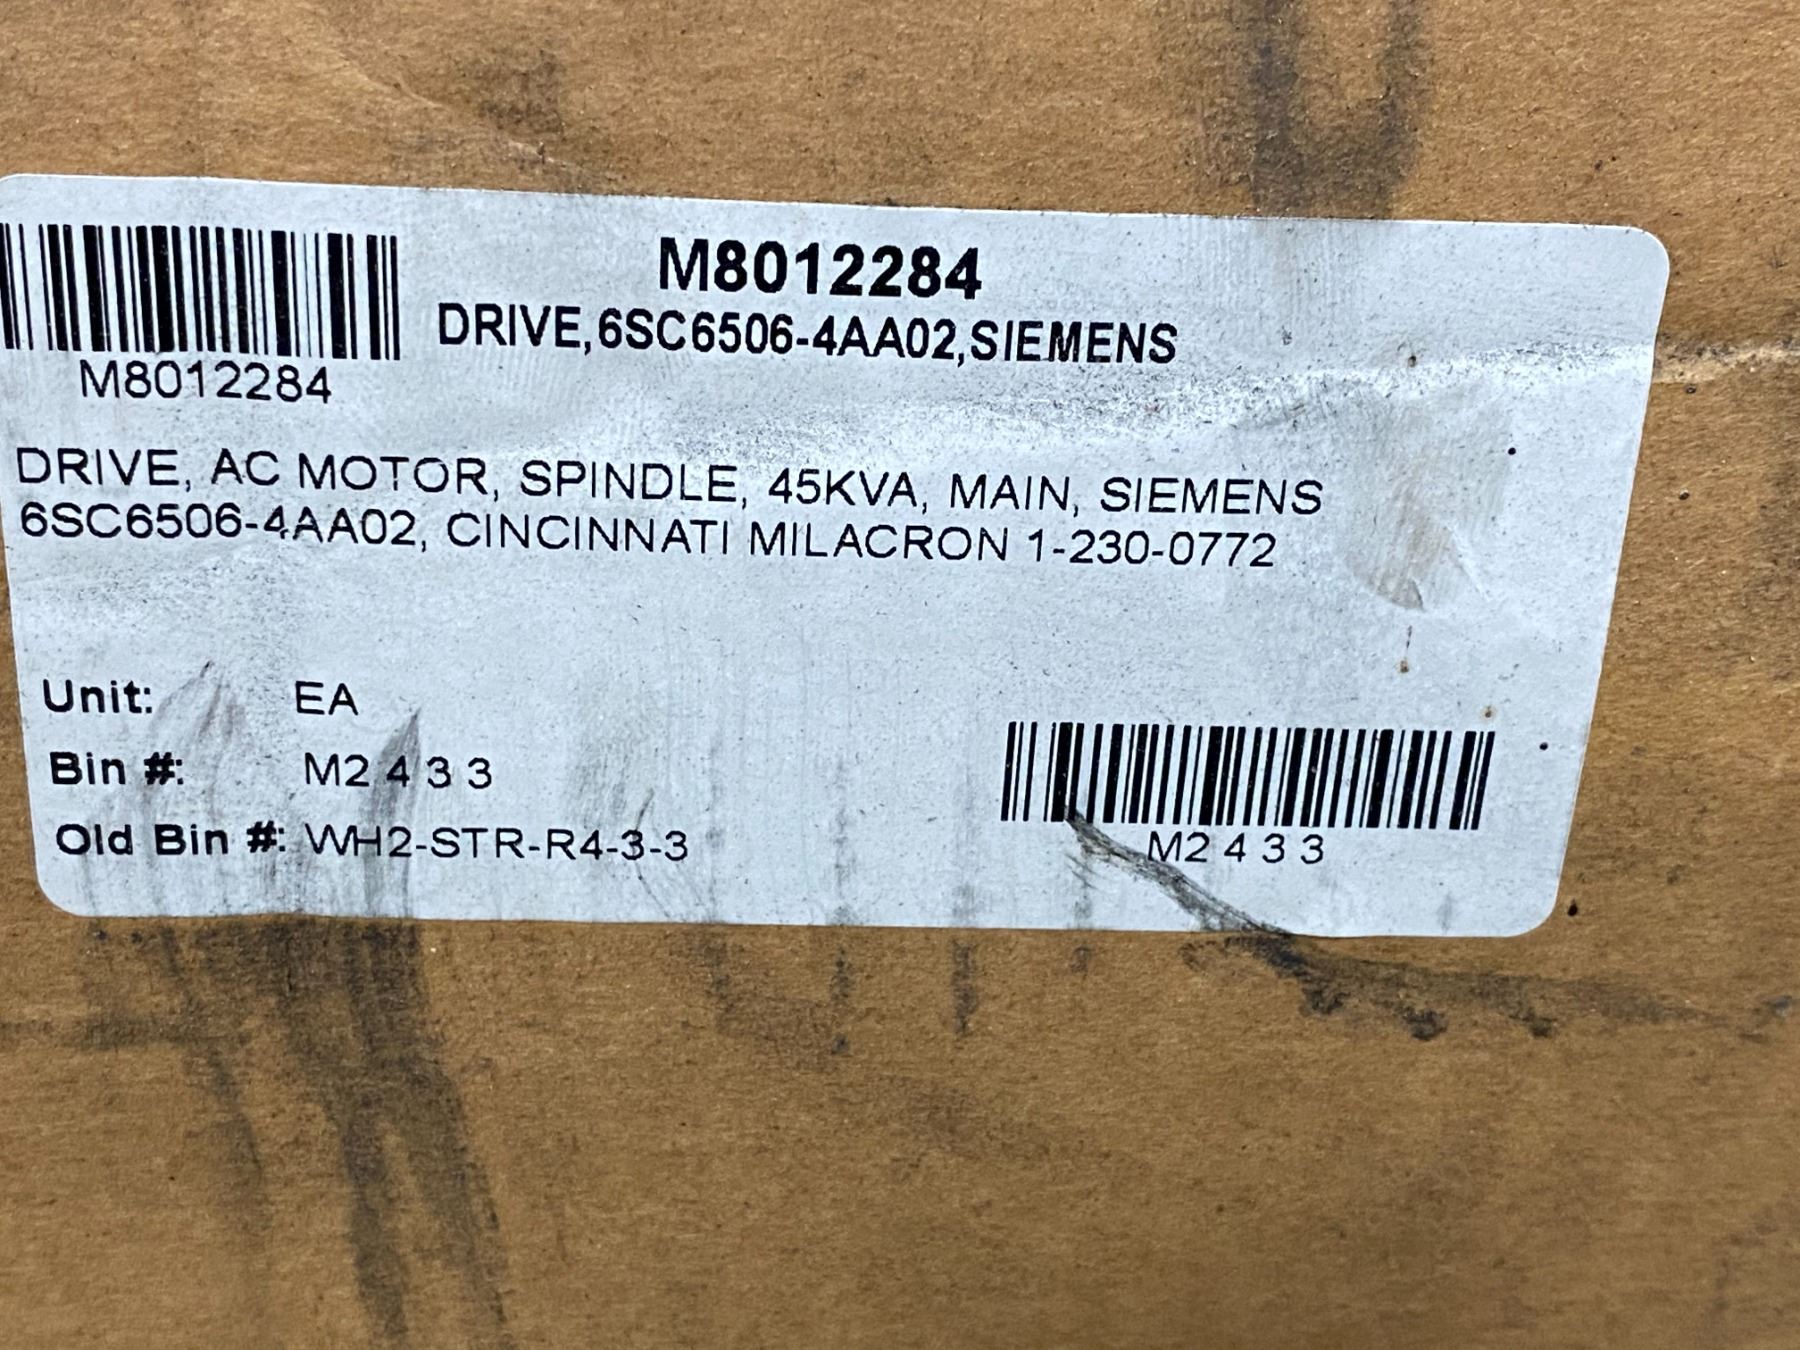 M8012284
DRIVE,6SC6506-4AA02,SIEMENS
M8012284
DRIVE, AC MOTOR, SPINDLE, 45KVA, MAIN, SIEMENS
6SC6506-4AA02, CINCINNATI MILACRON 1-230-0772
Unit: EA
Bin #: M2 4 3 3
Old Bin #: WH2-STR-R4-3-3
M2 4 3 3